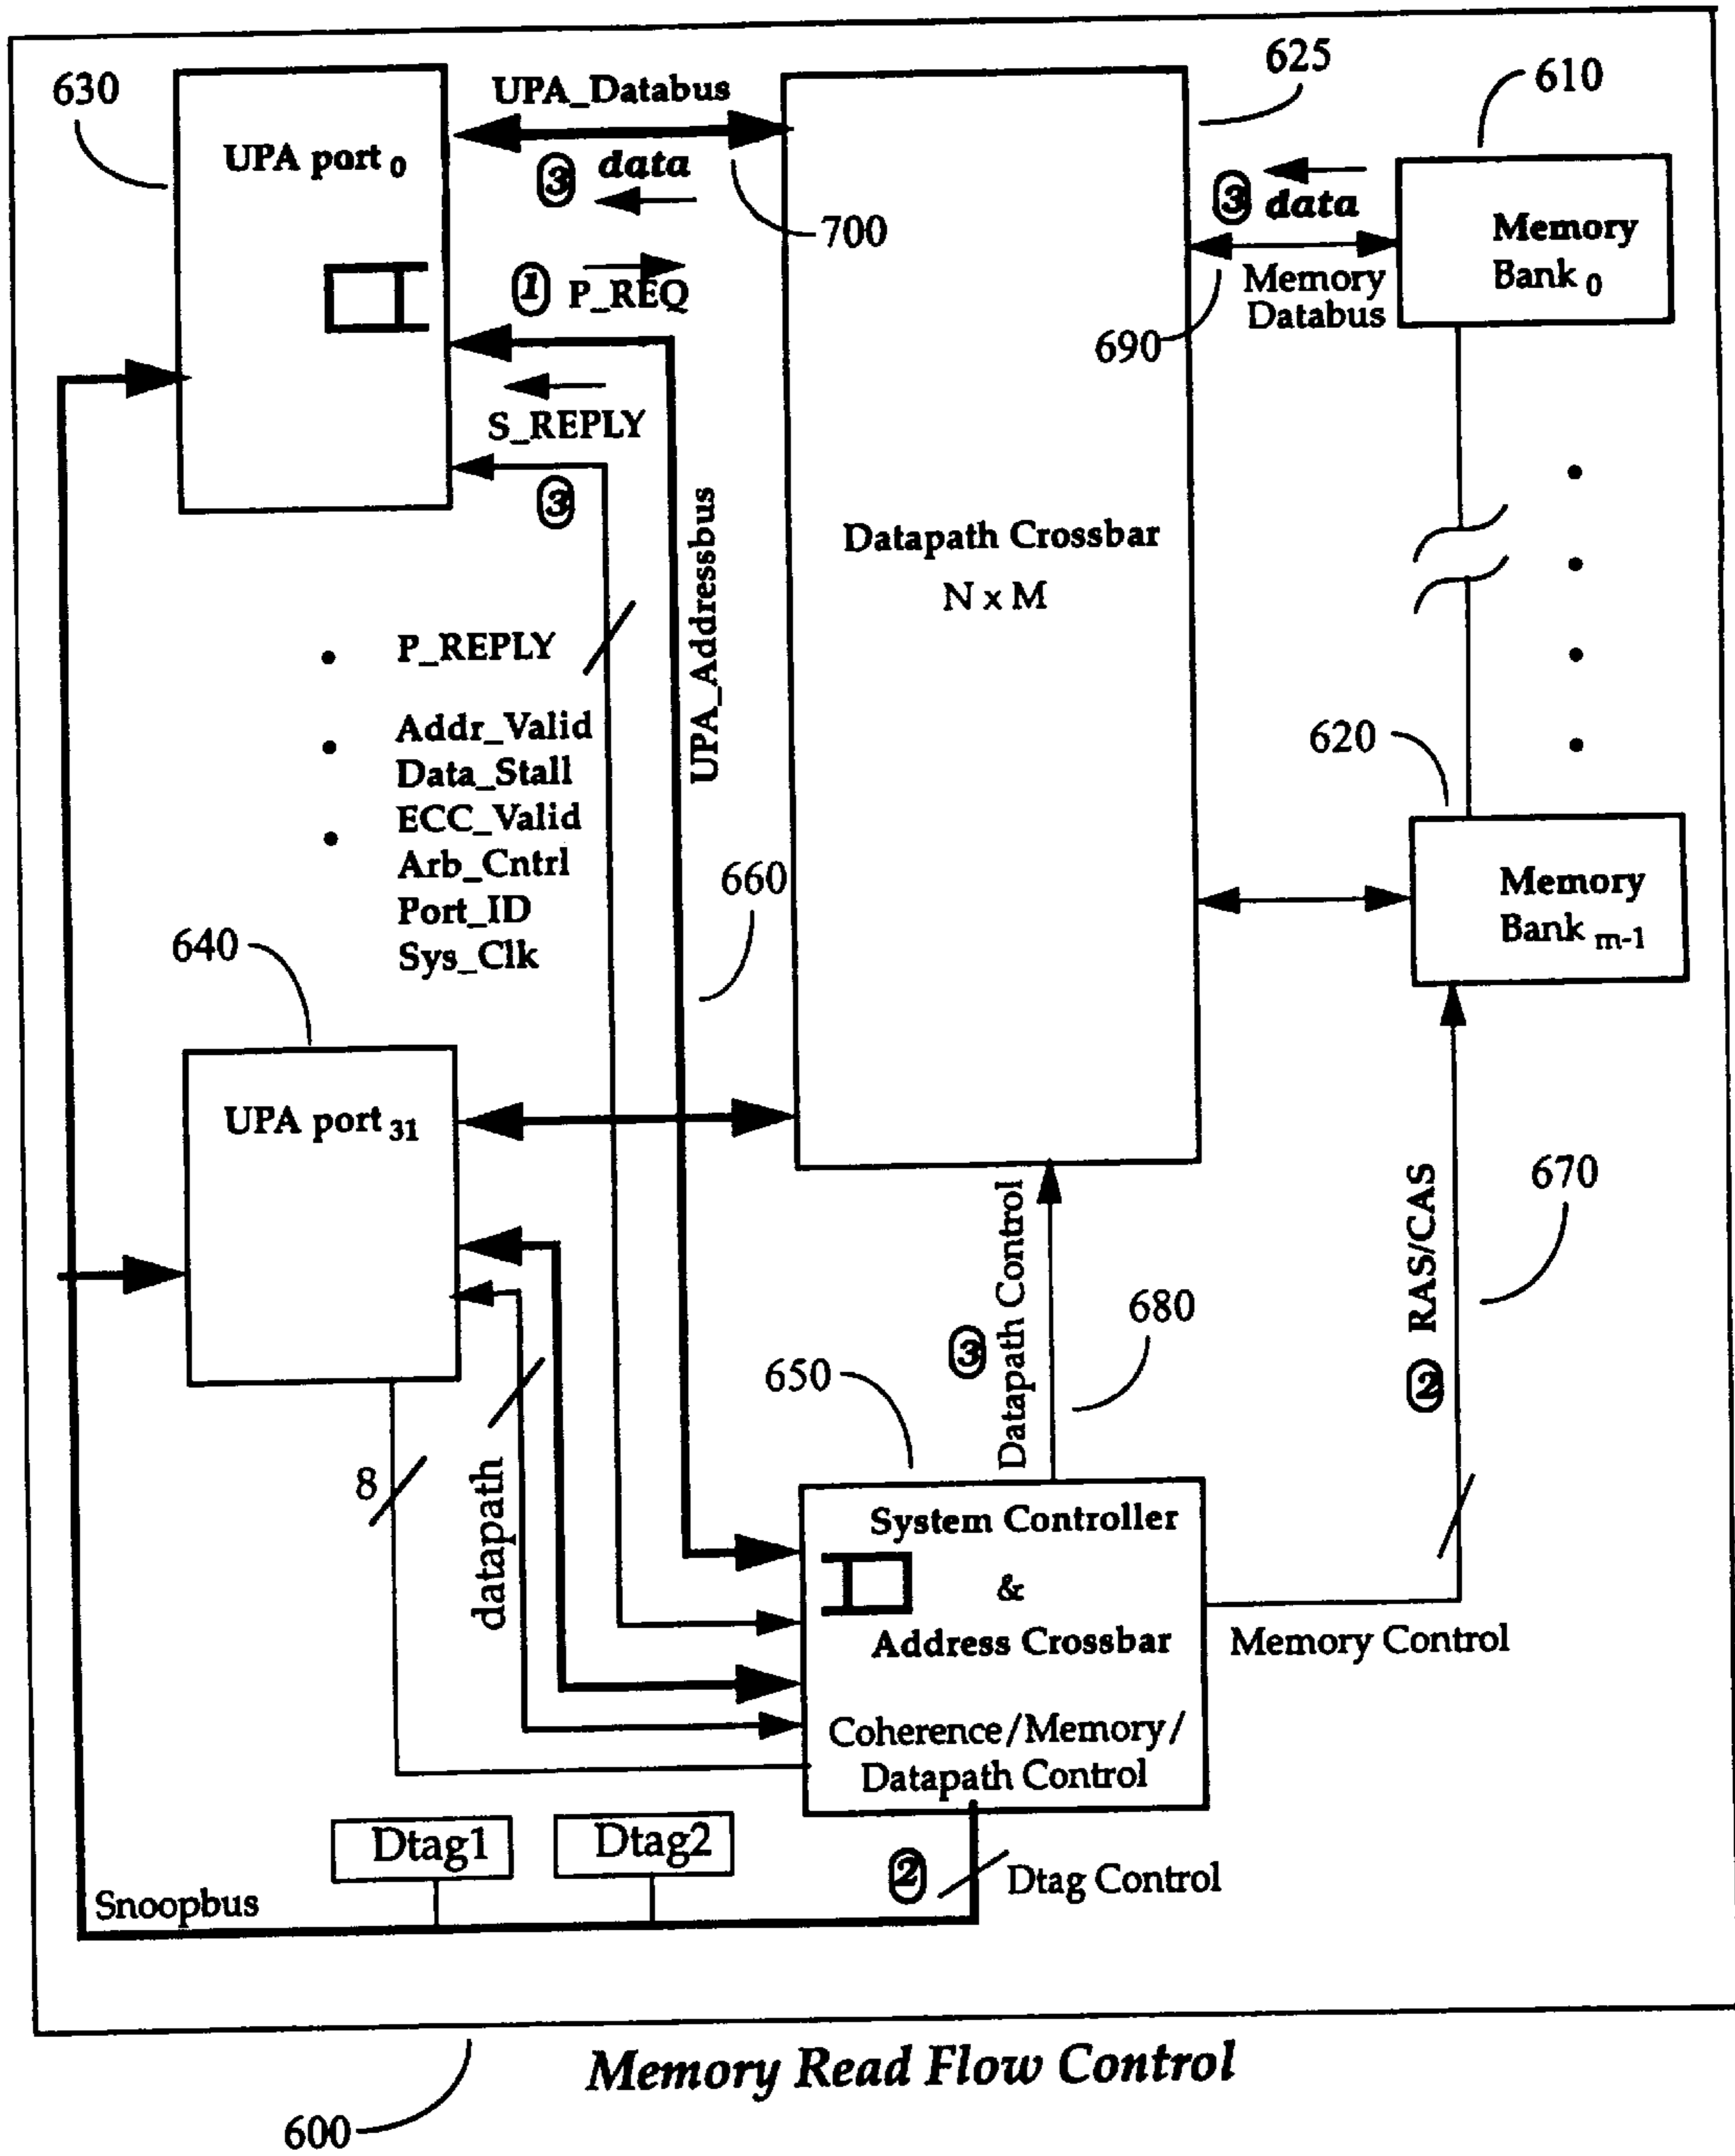 630
UPA port 0
UPA_Databus
③ data
700
① P_REQ
S_REPLY
③
625
610
③ data
Memory
Bank 0
Memory
Databus
690
Datapath Crossbar
N x M
UPA_Addressbus
P_REPLY
Addr_Valid
Data_Stall
ECC_Valid
Arb_Cntrl
Port_ID
Sys_Clk
660
620
Memory
Bank m-1
640
UPA port 31
③ Datapath Control
680
② RAS/CAS
670
650
8
datapath
System Controller
&
Address Crossbar
Coherence/Memory/
Datapath Control
Memory Control
Dtag1
Dtag2
② Dtag Control
Snoopbus
Memory Read Flow Control
600